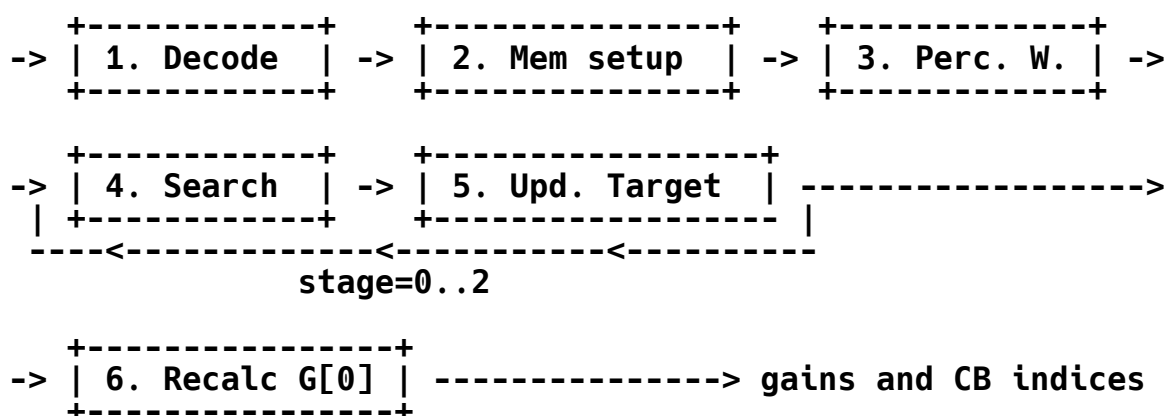 +------------+    +---------------+    +------------+
-> | 1. Decode  | -> | 2. Mem setup  | -> | 3. Perc. W. | ->
   +------------+    +---------------+    +------------+

   +------------+    +-----------------+
-> | 4. Search  | -> | 5. Upd. Target  | ------------------>
 | +------------+    +------------------ |
 ----<-------------<-----------<----------
               stage=0..2

   +----------------+
-> | 6. Recalc G[0] | ---------------> gains and CB indices
   +----------------+